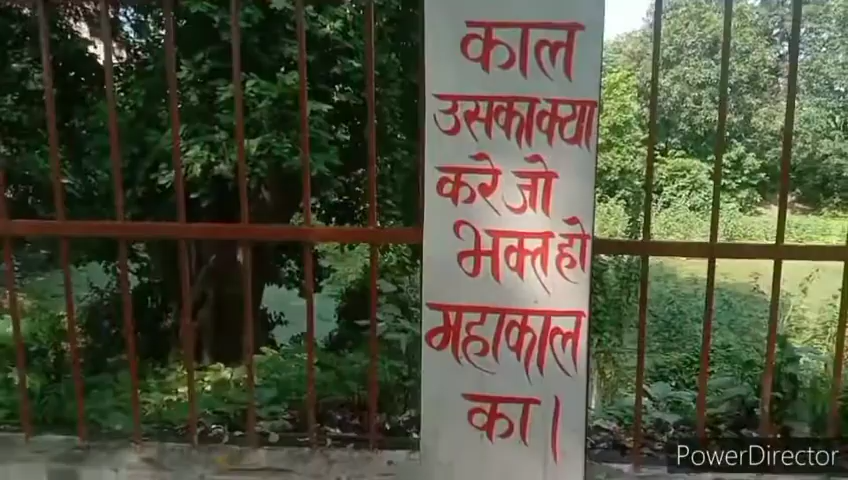 काल
उसका क्या
करे जो
भक्त हो
महाकाल
का।
PowerDirector